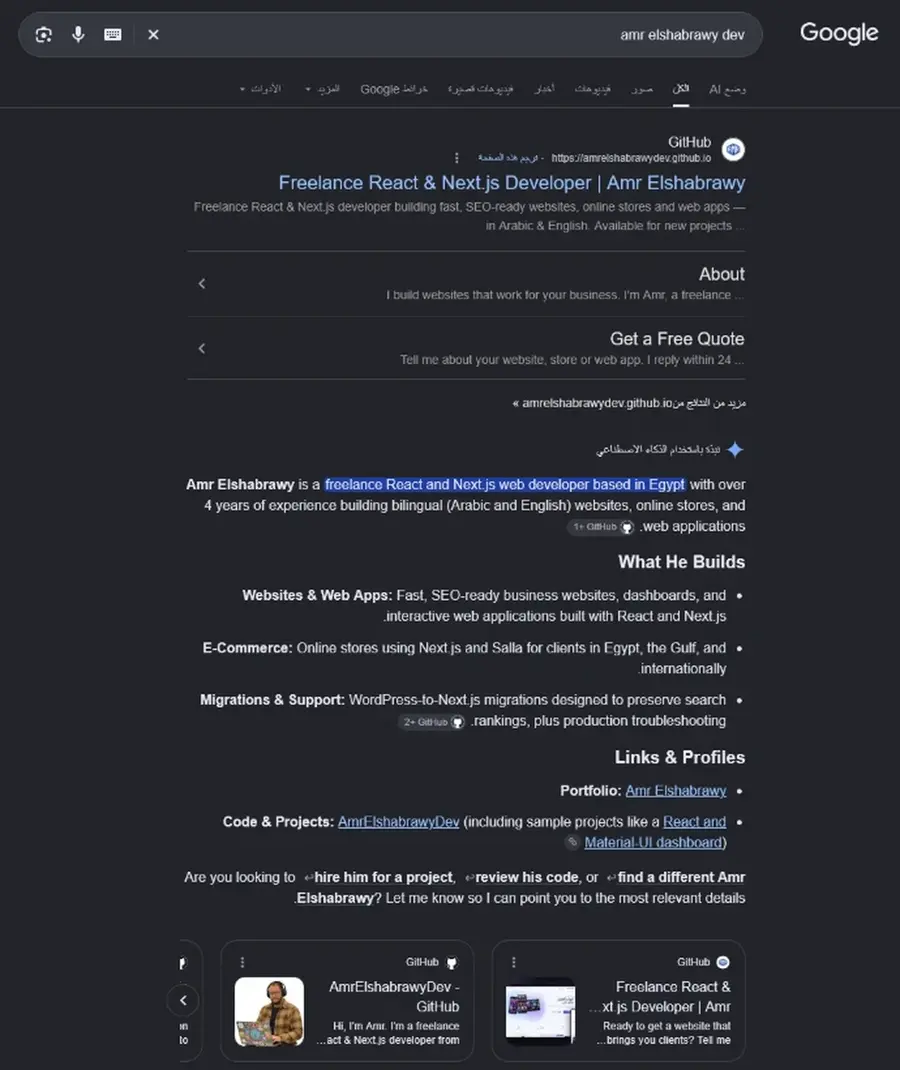 amr elshabrawy dev
Google
وضع AI
الكل
صور
فيديوهات
أخبار
فيديوهات قصيرة
خرائط Google
المزيد
الأدوات
GitHub
https://amrelshabrawydev.github.io · ترجم هذه الصفحة
Freelance React & Next.js Developer | Amr Elshabrawy
Freelance React & Next.js developer building fast, SEO-ready websites, online stores and web apps —
in Arabic & English. Available for new projects ...
About
I build websites that work for your business. I'm Amr, a freelance ...
Get a Free Quote
Tell me about your website, store or web app. I reply within 24 ...
مزيد من النتائج من amrelshabrawydev.github.io »
نبذة باستخدام الذكاء الاصطناعي
Amr Elshabrawy is a freelance React and Next.js web developer based in Egypt with over
4 years of experience building bilingual (Arabic and English) websites, online stores, and
web applications.
GitHub +1
What He Builds
• Websites & Web Apps: Fast, SEO-ready business websites, dashboards, and
interactive web applications built with React and Next.js.
• E-Commerce: Online stores using Next.js and Salla for clients in Egypt, the Gulf, and
internationally.
• Migrations & Support: WordPress-to-Next.js migrations designed to preserve search
rankings, plus production troubleshooting.
GitHub +2
Links & Profiles
• Portfolio: Amr Elshabrawy
• Code & Projects: AmrElshabrawyDev (including sample projects like a React and
Material-UI dashboard)
Are you looking to hire him for a project, review his code, or find a different Amr
Elshabrawy? Let me know so I can point you to the most relevant details.
GitHub
Freelance React &
...xt.js Developer | Amr
Ready to get a website that
...brings you clients? Tell me
GitHub
AmrElshabrawyDev -
GitHub
Hi, I'm Amr. I'm a freelance
...act & Next.js developer from
to